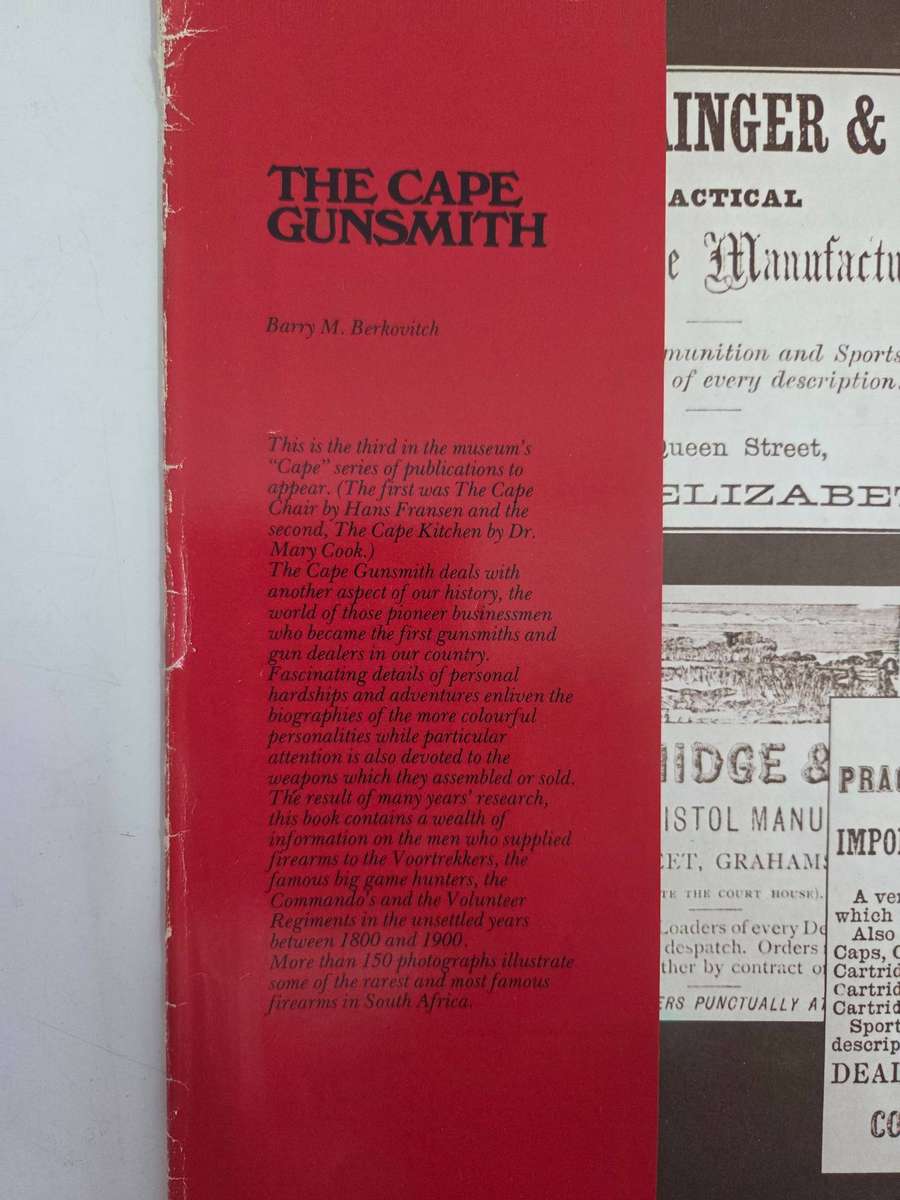 THE CAPE
GUNSMITH
Barry M. Berkovitch
This is the third in the museum's
"Cape" series of publications to
appear. (The first was The Cape
Chair by Hans Fransen and the
second, The Cape Kitchen by Dr.
Mary Cook.)
The Cape Gunsmith deals with
another aspect of our history, the
world of those pioneer businessmen
who became the first gunsmiths and
gun dealers in our country.
Fascinating details of personal
hardships and adventures enliven the
biographies of the more colourful
personalities while particular
attention is also devoted to the
weapons which they assembled or sold.
The result of many years' research,
this book contains a wealth of
information on the men who supplied
firearms to the Voortrekkers, the
famous big game hunters, the
Commando's and the Volunteer
Regiments in the unsettled years
between 1800 and 1900.
More than 150 photographs illustrate
some of the rarest and most famous
firearms in South Africa.
AINGER &
ACTICAL
e Manufactu
munition and Sports
of every description.
Queen Street,
ELIZABET
IDGE &
ISTOL MANU
EET, GRAHAMS
TE THE COURT HOUSE).
Loaders of every De
despatch. Orders
ther by contract o
ERS PUNCTUALLY AT
PRAC
IMPO
A ver
which
Also
Caps, C
Cartrid
Cartrid
Cartrid
Sport
descrip
DEAL
CO